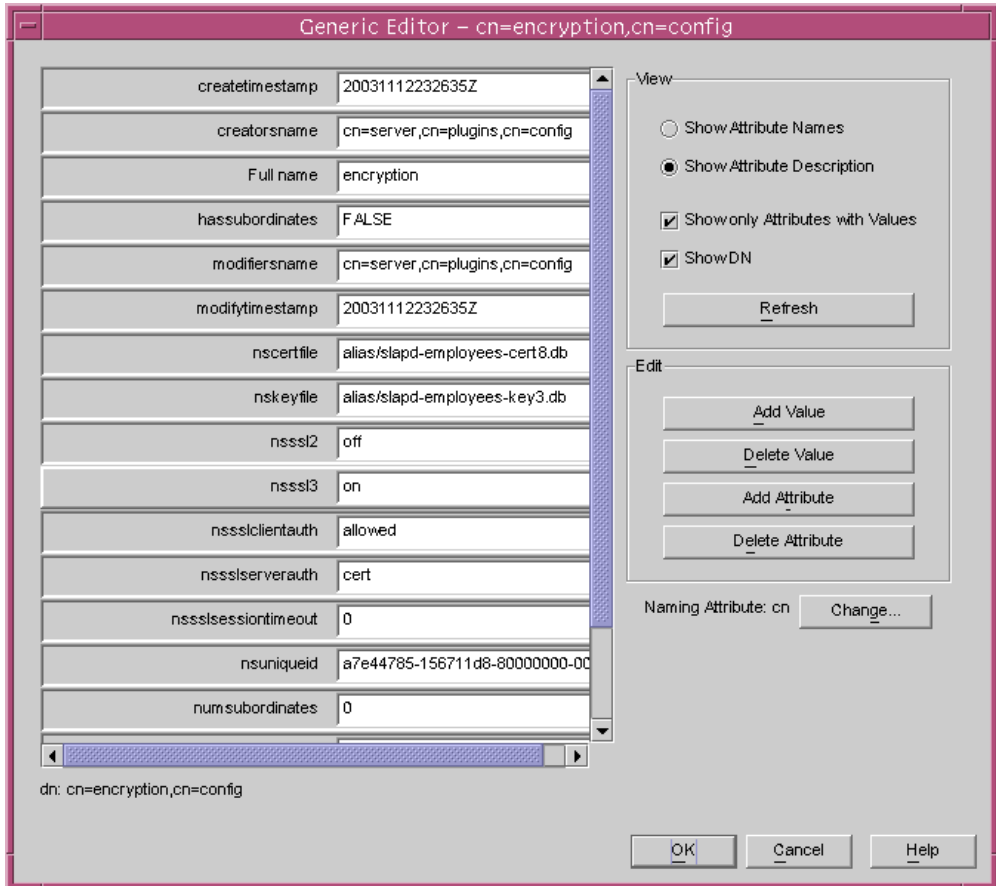 Generic Editor – cn=encryption,cn=config
createtimestamp 20031112232635Z
creatorsname cn=server,cn=plugins,cn=config
Full name encryption
hassubordinates FALSE
modifiersname cn=server,cn=plugins,cn=config
modifytimestamp 20031112232635Z
nscertfile alias/slapd-employees-cert8.db
nskeyfile alias/slapd-employees-key3.db
nsssl2 off
nsssl3 on
nssslclientauth allowed
nssslserverauth cert
nssslsessiontimeout 0
nsuniqueid a7e44785-156711d8-80000000-00
numsubordinates 0
dn: cn=encryption,cn=config
View
Show Attribute Names
Show Attribute Description
Show only Attributes with Values
Show DN
Refresh
Edit
Add Value
Delete Value
Add Attribute
Delete Attribute
Naming Attribute: cn Change...
OK Cancel Help